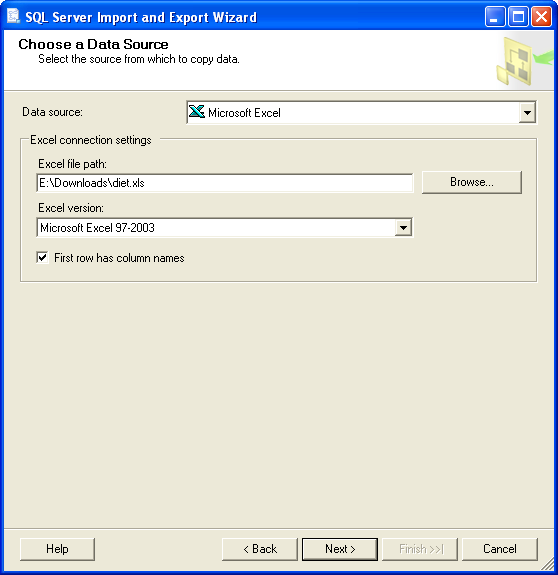 SQL Server Import and Export Wizard
Choose a Data Source
Select the source from which to copy data.
Data source:
Microsoft Excel
Excel connection settings
Excel file path:
E:\Downloads\diet.xls
Browse...
Excel version:
Microsoft Excel 97-2003
First row has column names
Help
< Back
Next >
Finish >>|
Cancel